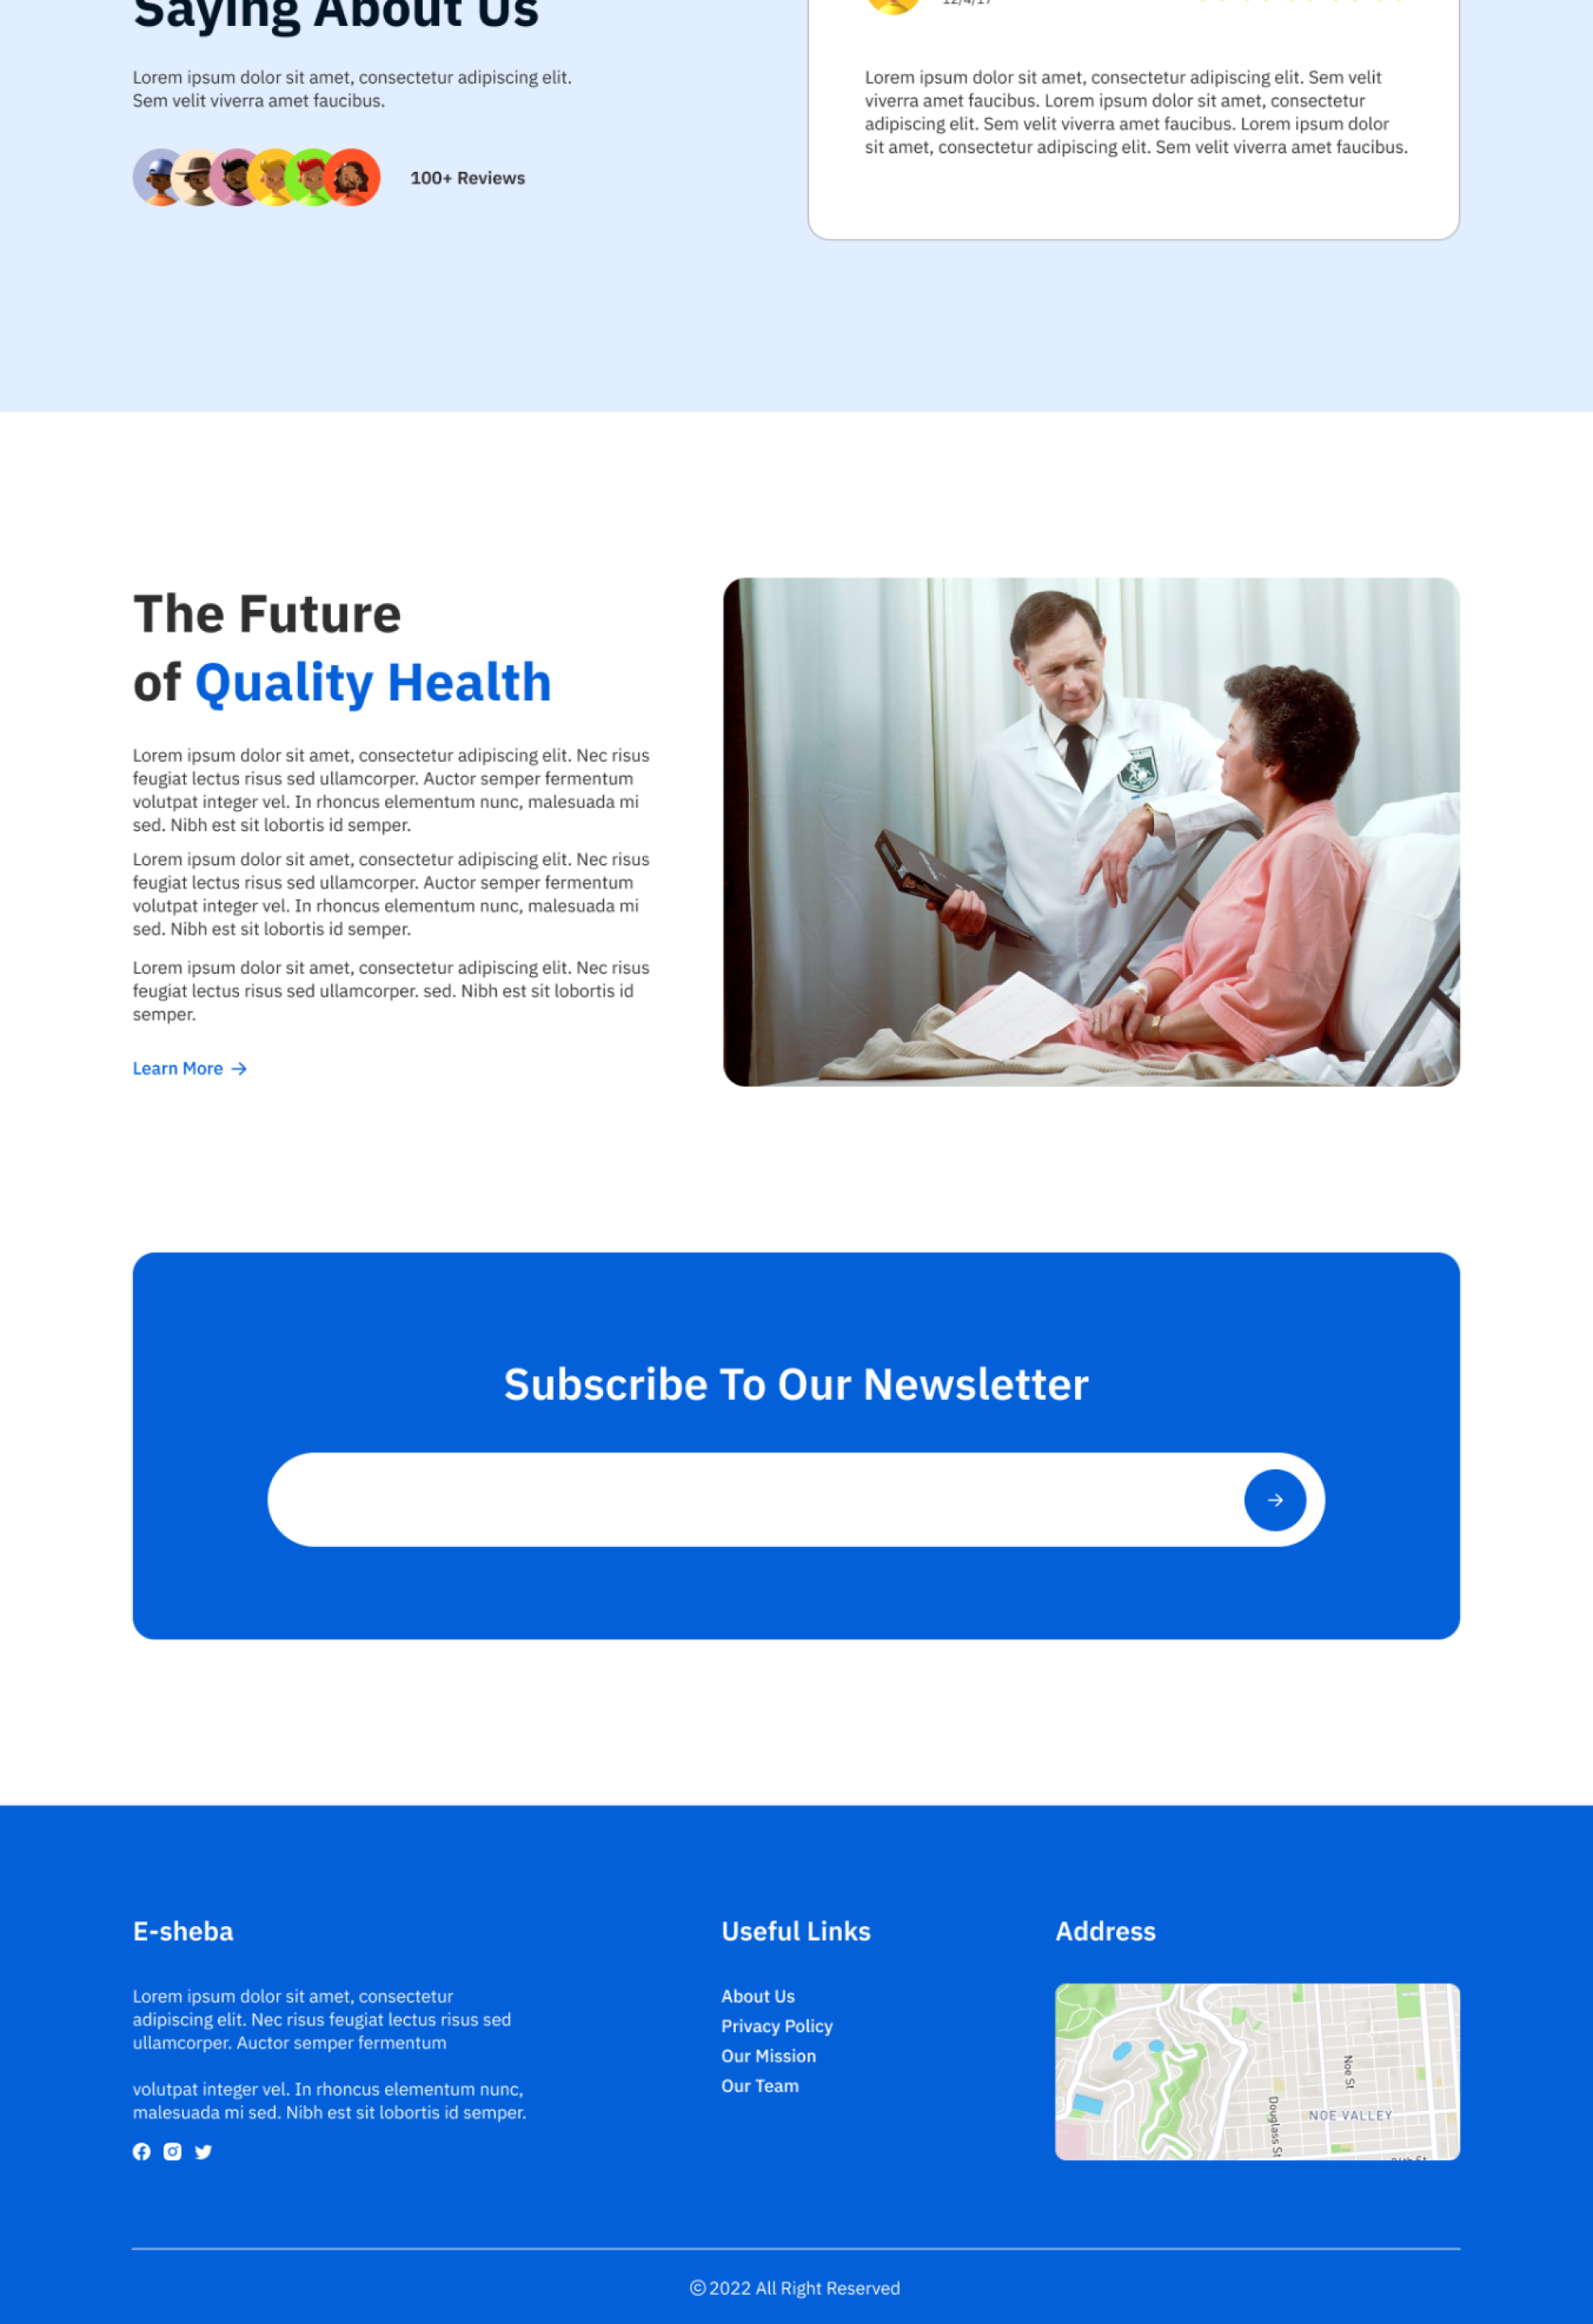 Saying About Us
Lorem ipsum dolor sit amet, consectetur adipiscing elit.
Sem velit viverra amet faucibus.
100+ Reviews
Lorem ipsum dolor sit amet, consectetur adipiscing elit. Sem velit
viverra amet faucibus. Lorem ipsum dolor sit amet, consectetur
adipiscing elit. Sem velit viverra amet faucibus. Lorem ipsum dolor
sit amet, consectetur adipiscing elit. Sem velit viverra amet faucibus.
The Future
of Quality Health
Lorem ipsum dolor sit amet, consectetur adipiscing elit. Nec risus
feugiat lectus risus sed ullamcorper. Auctor semper fermentum
volutpat integer vel. In rhoncus elementum nunc, malesuada mi
sed. Nibh est sit lobortis id semper.
Lorem ipsum dolor sit amet, consectetur adipiscing elit. Nec risus
feugiat lectus risus sed ullamcorper. Auctor semper fermentum
volutpat integer vel. In rhoncus elementum nunc, malesuada mi
sed. Nibh est sit lobortis id semper.
Lorem ipsum dolor sit amet, consectetur adipiscing elit. Nec risus
feugiat lectus risus sed ullamcorper. sed. Nibh est sit lobortis id
semper.
Learn More →
Subscribe To Our Newsletter
E-sheba
Lorem ipsum dolor sit amet, consectetur
adipiscing elit. Nec risus feugiat lectus risus sed
ullamcorper. Auctor semper fermentum
volutpat integer vel. In rhoncus elementum nunc,
malesuada mi sed. Nibh est sit lobortis id semper.
Useful Links
About Us
Privacy Policy
Our Mission
Our Team
Address
Noe St
Douglass St
NOE VALLEY
© 2022 All Right Reserved